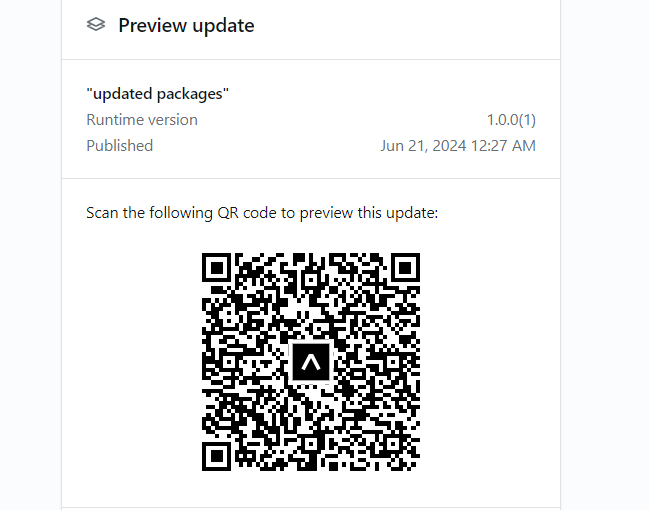 Preview update
"updated packages"
Runtime version 1.0.0(1)
Published Jun 21, 2024 12:27 AM
Scan the following QR code to preview this update: